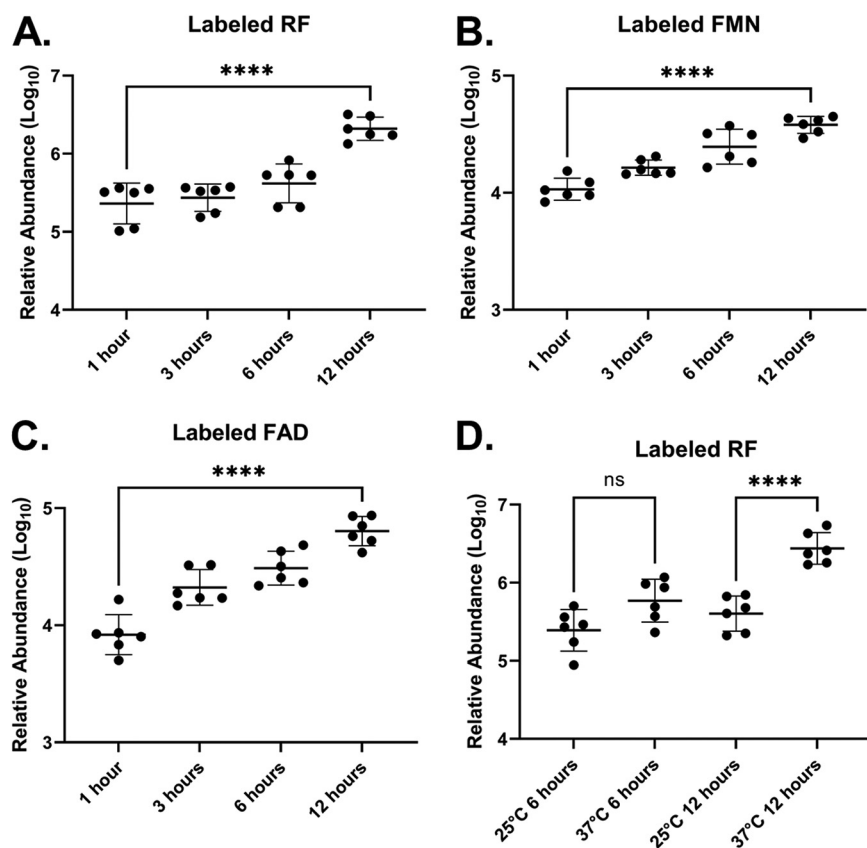 A.
Labeled RF
****
Relative Abundance (Log10)
7
6
5
4
1 hour
3 hours
6 hours
12 hours
B.
Labeled FMN
****
Relative Abundance (Log10)
5
4
3
1 hour
3 hours
6 hours
12 hours
C.
Labeled FAD
****
Relative Abundance (Log10)
5
4
3
1 hour
3 hours
6 hours
12 hours
D.
Labeled RF
ns
****
Relative Abundance (Log10)
7
6
5
4
25°C 6 hours
37°C 6 hours
25°C 12 hours
37°C 12 hours